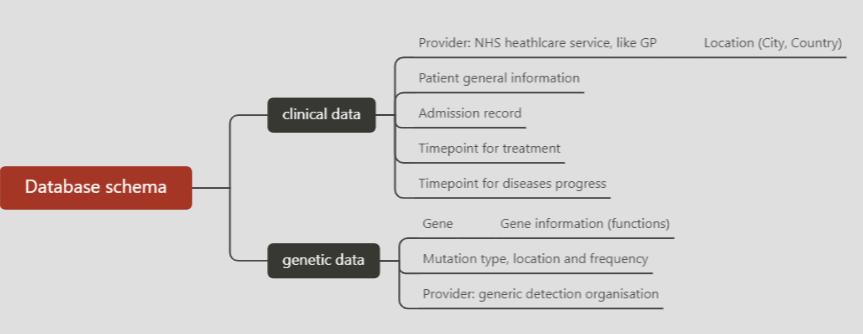 Provider: NHS heathlcare service, like GP Location (City, Country)
Patient general information
clinical data
Admission record
Timepoint for treatment
Timepoint for diseases progress
Database schema
Gene Gene information (functions)
genetic data
Mutation type, location and frequency
Provider: generic detection organisation